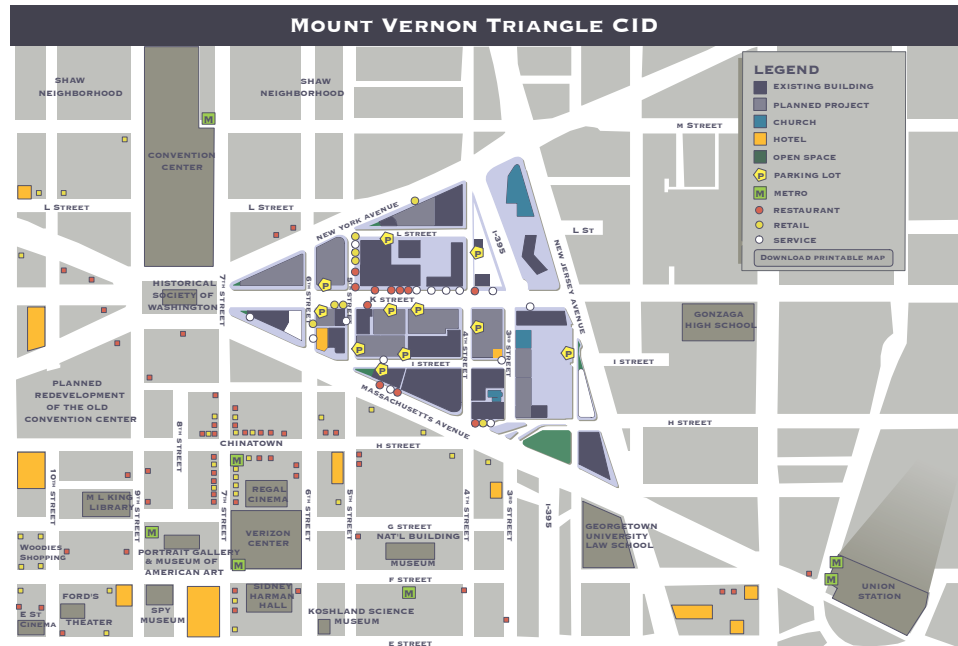 MOUNT VERNON TRIANGLE CID
SHAW
NEIGHBORHOOD
SHAW
NEIGHBORHOOD
LEGEND
EXISTING BUILDING
PLANNED PROJECT
CHURCH
HOTEL
OPEN SPACE
P PARKING LOT
M METRO
RESTAURANT
RETAIL
SERVICE
DOWNLOAD PRINTABLE MAP
M
M STREET
CONVENTION
CENTER
L STREET
L STREET
NEW YORK AVENUE
L STREET
P
P
I-395
L ST
NEW JERSEY AVENUE
7TH STREET
6TH STREET
5TH STREET
HISTORICAL
SOCIETY OF
WASHINGTON
P
K STREET
P
P
P
P
GONZAGA
HIGH SCHOOL
4TH STREET
3RD STREET
P
P
P
I STREET
I STREET
P
MASSACHUSETTS AVENUE
PLANNED
REDEVELOPMENT
OF THE OLD
CONVENTION CENTER
8TH STREET
CHINATOWN
H STREET
H STREET
M
10TH STREET
9TH STREET
7TH STREET
6TH STREET
5TH STREET
4TH STREET
3RD STREET
I-395
M L KING
LIBRARY
REGAL
CINEMA
G STREET
NAT'L BUILDING
MUSEUM
GEORGETOWN
UNIVERSITY
LAW SCHOOL
VERIZON
CENTER
M
WOODIES
SHOPPING
PORTRAIT GALLERY
& MUSEUM OF
AMERICAN ART
M
M
M
UNION
STATION
F STREET
M
SIDNEY
HARMAN
HALL
FORD'S
THEATER
SPY
MUSEUM
E ST
CINEMA
KOSHLAND SCIENCE
MUSEUM
E STREET